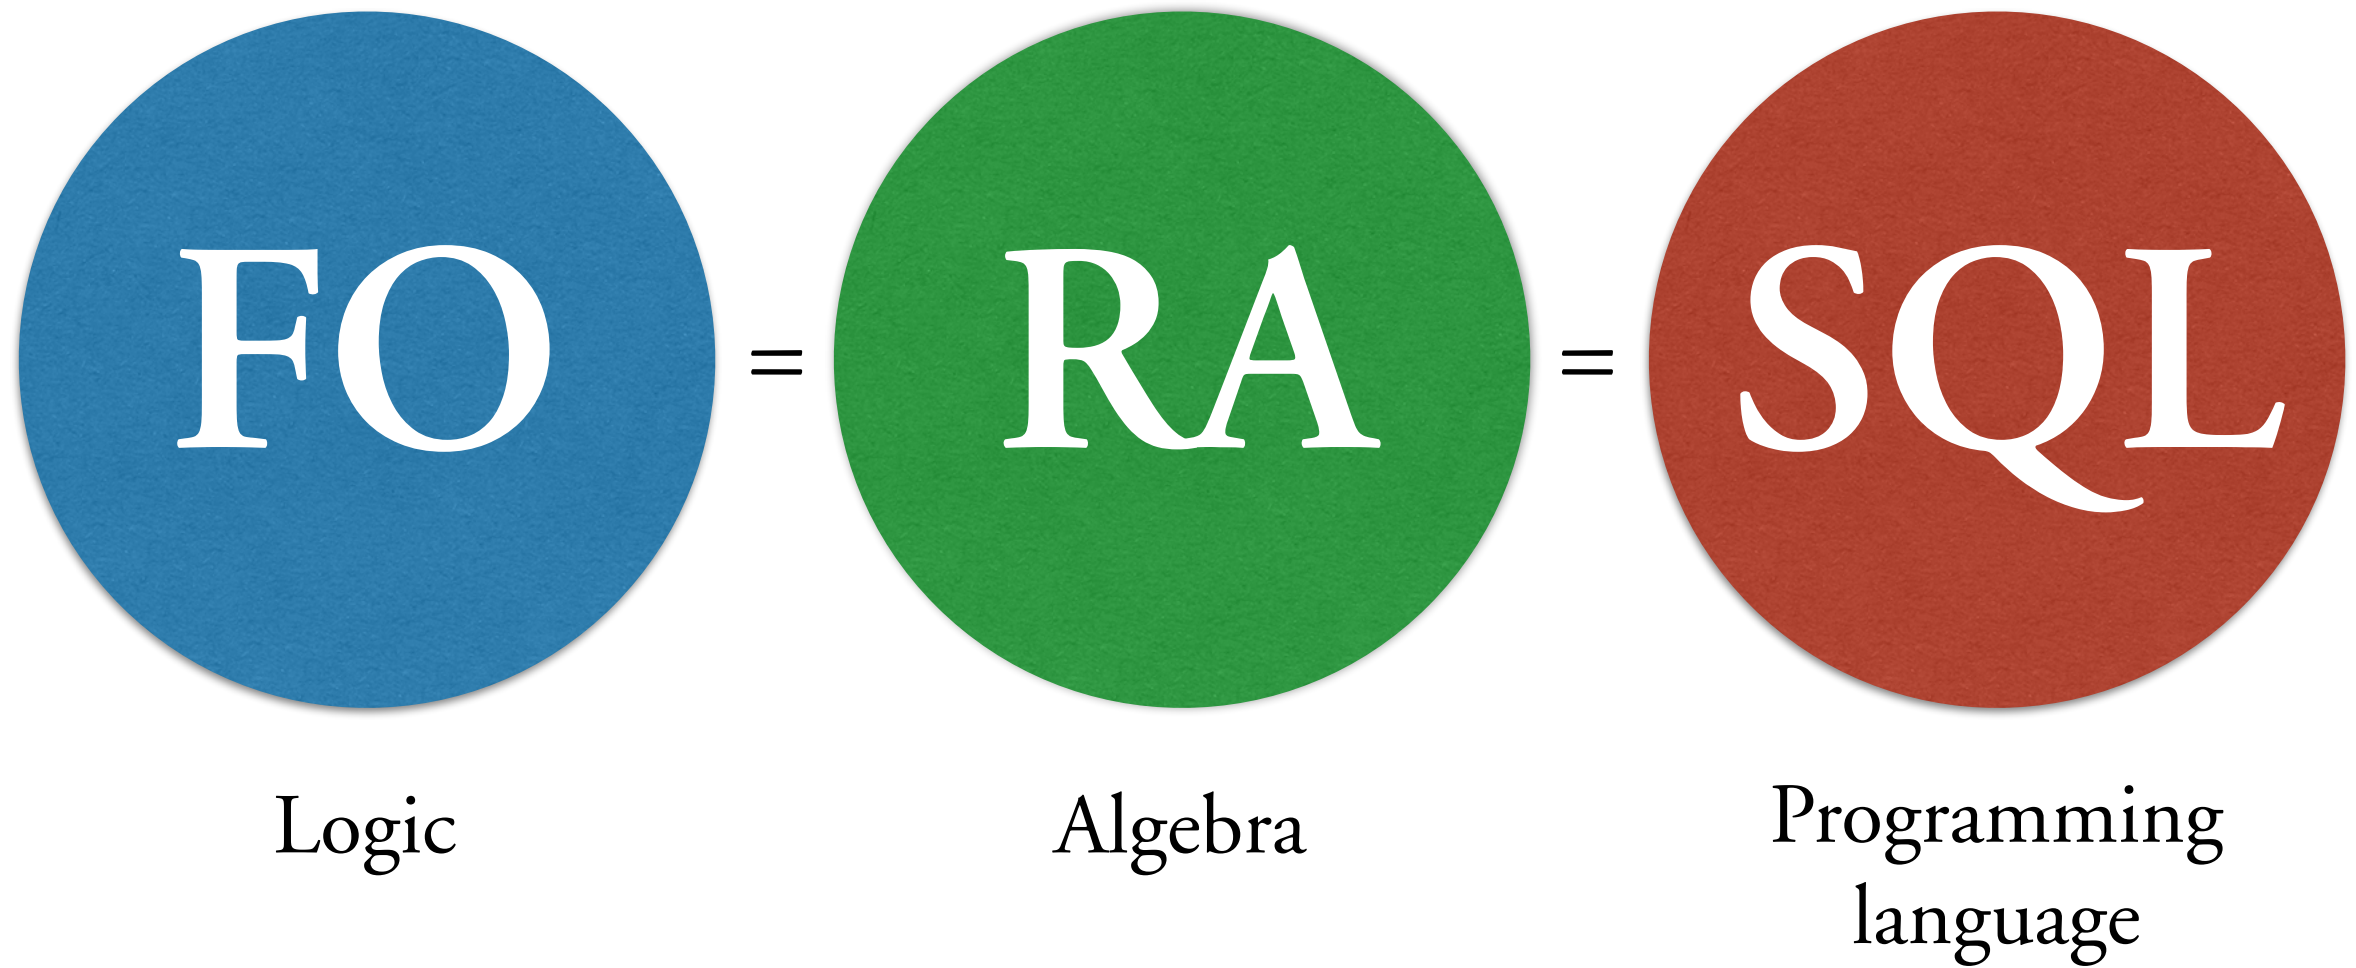 FO = RA = SQL
Logic
Algebra
Programming
language